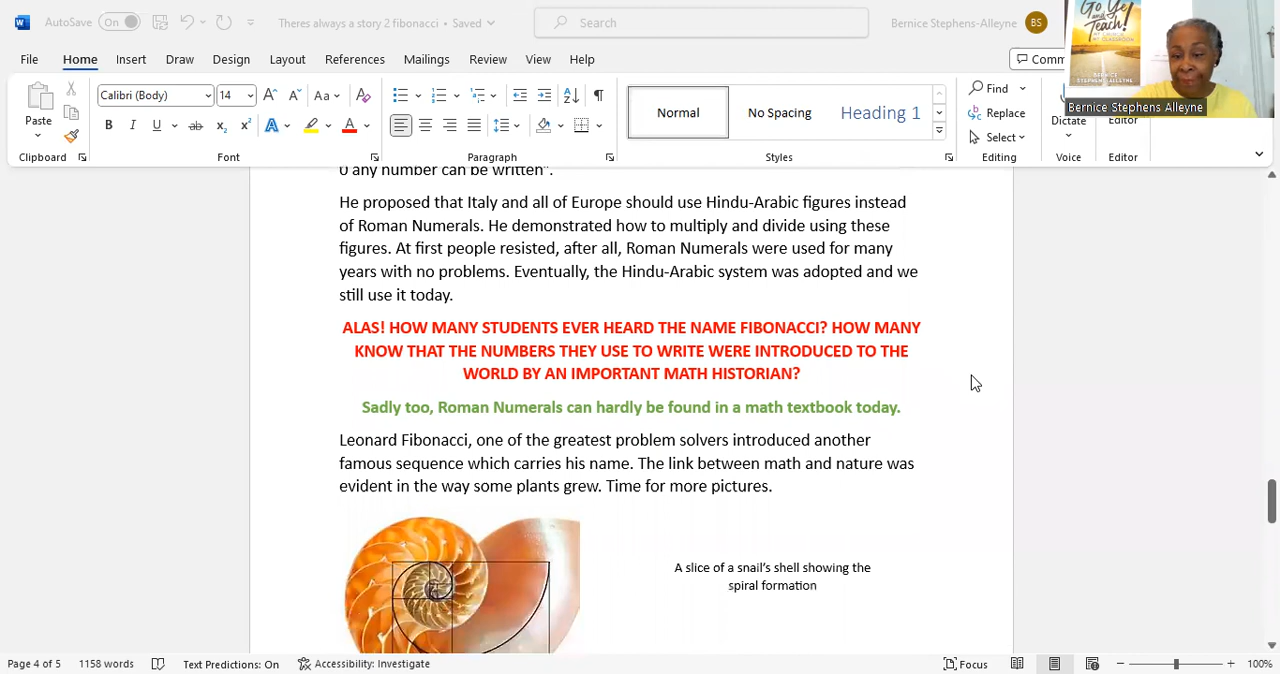 AutoSave On
Theres always a story 2 fibonacci • Saved
Search
Bernice Stephens-Alleyne BS
Go Ye and Teach!
BERNICE STEPHENS ALLEYNE
Bernice Stephens Alleyne
File Home Insert Draw Design Layout References Mailings Review View Help
Comm
Paste
Calibri (Body) 14
Normal
No Spacing
Heading 1
Find
Replace
Select
Dictate
Editor
Clipboard Font Paragraph Styles Editing Voice Editor
0 any number can be written".
He proposed that Italy and all of Europe should use Hindu-Arabic figures instead
of Roman Numerals. He demonstrated how to multiply and divide using these
figures. At first people resisted, after all, Roman Numerals were used for many
years with no problems. Eventually, the Hindu-Arabic system was adopted and we
still use it today.
ALAS! HOW MANY STUDENTS EVER HEARD THE NAME FIBONACCI? HOW MANY
KNOW THAT THE NUMBERS THEY USE TO WRITE WERE INTRODUCED TO THE
WORLD BY AN IMPORTANT MATH HISTORIAN?
Sadly too, Roman Numerals can hardly be found in a math textbook today.
Leonard Fibonacci, one of the greatest problem solvers introduced another
famous sequence which carries his name. The link between math and nature was
evident in the way some plants grew. Time for more pictures.
A slice of a snail's shell showing the
spiral formation
Page 4 of 5 1158 words Text Predictions: On Accessibility: Investigate Focus 100%